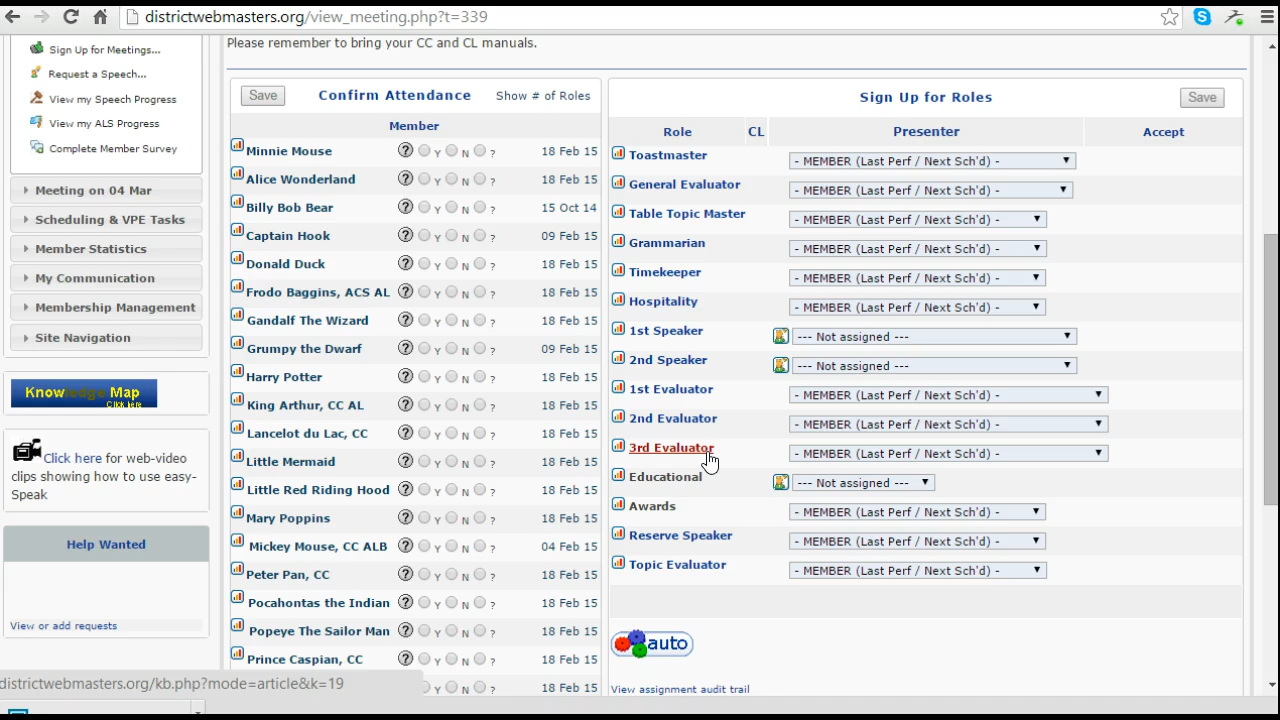 districtwebmasters.org/view_meeting.php?t=339
Sign Up for Meetings...
Request a Speech...
View my Speech Progress
View my ALS Progress
Complete Member Survey
Meeting on 04 Mar
Scheduling & VPE Tasks
Member Statistics
My Communication
Membership Management
Site Navigation
Knowledge Map
Click here
Click here for web-video
clips showing how to use easy-
Speak
Help Wanted
View or add requests
Please remember to bring your CC and CL manuals.
Save Confirm Attendance Show # of Roles
Member
Minnie Mouse ? Y N ? 18 Feb 15
Alice Wonderland ? Y N ? 18 Feb 15
Billy Bob Bear ? Y N ? 15 Oct 14
Captain Hook ? Y N ? 09 Feb 15
Donald Duck ? Y N ? 18 Feb 15
Frodo Baggins, ACS AL ? Y N ? 18 Feb 15
Gandalf The Wizard ? Y N ? 18 Feb 15
Grumpy the Dwarf ? Y N ? 09 Feb 15
Harry Potter ? Y N ? 18 Feb 15
King Arthur, CC AL ? Y N ? 18 Feb 15
Lancelot du Lac, CC ? Y N ? 18 Feb 15
Little Mermaid ? Y N ? 18 Feb 15
Little Red Riding Hood ? Y N ? 18 Feb 15
Mary Poppins ? Y N ? 18 Feb 15
Mickey Mouse, CC ALB ? Y N ? 04 Feb 15
Peter Pan, CC ? Y N ? 18 Feb 15
Pocahontas the Indian ? Y N ? 18 Feb 15
Popeye The Sailor Man ? Y N ? 18 Feb 15
Prince Caspian, CC ? Y N ? 18 Feb 15
Y N ? 18 Feb 15
Sign Up for Roles Save
Role CL Presenter Accept
Toastmaster - MEMBER (Last Perf / Next Sch'd) -
General Evaluator - MEMBER (Last Perf / Next Sch'd) -
Table Topic Master - MEMBER (Last Perf / Next Sch'd) -
Grammarian - MEMBER (Last Perf / Next Sch'd) -
Timekeeper - MEMBER (Last Perf / Next Sch'd) -
Hospitality - MEMBER (Last Perf / Next Sch'd) -
1st Speaker --- Not assigned ---
2nd Speaker --- Not assigned ---
1st Evaluator - MEMBER (Last Perf / Next Sch'd) -
2nd Evaluator - MEMBER (Last Perf / Next Sch'd) -
3rd Evaluator - MEMBER (Last Perf / Next Sch'd) -
Educational --- Not assigned ---
Awards - MEMBER (Last Perf / Next Sch'd) -
Reserve Speaker - MEMBER (Last Perf / Next Sch'd) -
Topic Evaluator - MEMBER (Last Perf / Next Sch'd) -
auto
View assignment audit trail
districtwebmasters.org/kb.php?mode=article&k=19